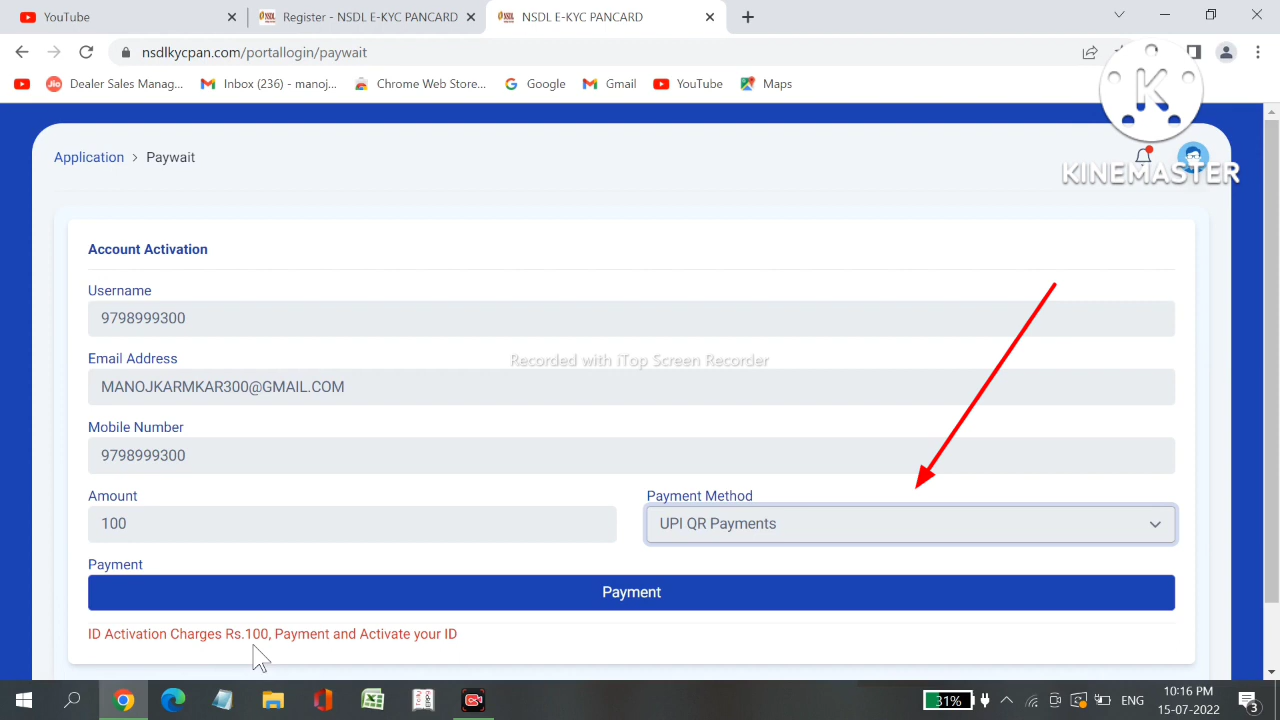 YouTube
Register - NSDL E-KYC PANCARD
NSDL E-KYC PANCARD
nsdlkycpan.com/portallogin/paywait
Jio
Dealer Sales Manag...
Inbox (236) - manoj...
Chrome Web Store...
Google
Gmail
YouTube
Maps
K
KINEMASTER
Application > Paywait
Account Activation
Username
9798999300
Recorded with iTop Screen Recorder
Email Address
MANOJKARMKAR300@GMAIL.COM
Mobile Number
9798999300
Amount
100
Payment Method
UPI QR Payments
Payment
Payment
ID Activation Charges Rs.100, Payment and Activate your ID
31%
ENG
10:16 PM
15-07-2022
3